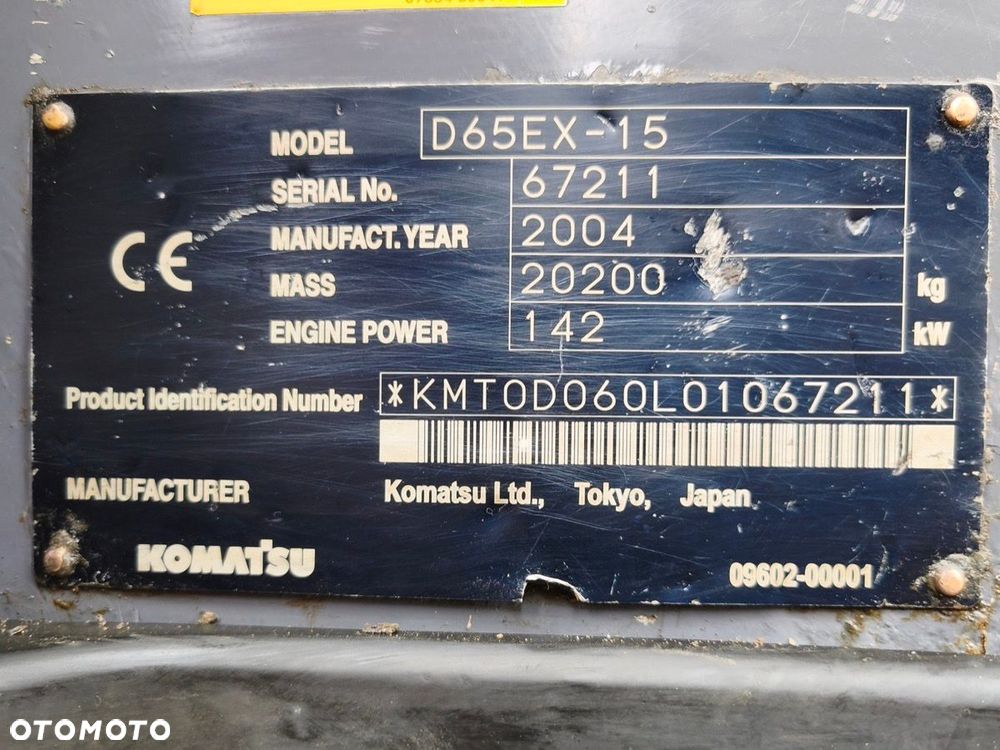 MODEL D65EX-15
SERIAL No. 67211
MANUFACT. YEAR 2004
CE
MASS 20200 kg
ENGINE POWER 142 kW
Product Identification Number *KMT0D060L01067211*
MANUFACTURER Komatsu Ltd., Tokyo, Japan
KOMATSU 09602-00001
OTOMOTO